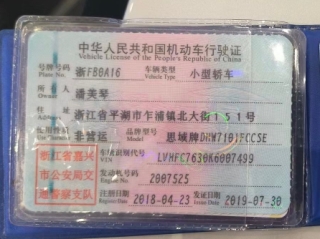 中华人民共和国机动车行驶证
Vehicle License of the People's Republic of China
号牌号码 浙FBBA16 车辆类型 小型轿车
Plate No. Vehicle Type
所有人 潘美琴
住址 浙江省平湖市乍浦镇北大街151号
使用性质 非营运 品牌型号 思域牌DHW7101FCCSE
浙江省嘉兴市公安局交通警察支队
车辆识别代号 LVHFC7630K6007499
VIN
发动机号码 2007525
Engine No.
注册日期 2018-04-23 发证日期 2019-07-30
Register Date Issue Date